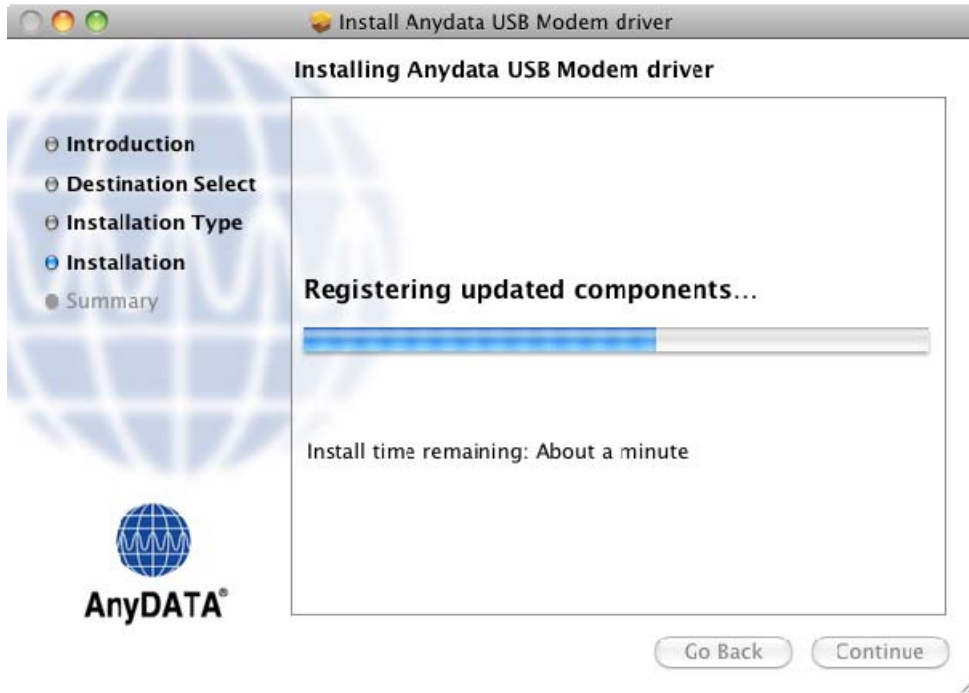 Install Anydata USB Modem driver
Installing Anydata USB Modem driver
Introduction
Destination Select
Installation Type
Installation
Summary
Registering updated components...
Install time remaining: About a minute
AnyDATA®
Go Back
Continue